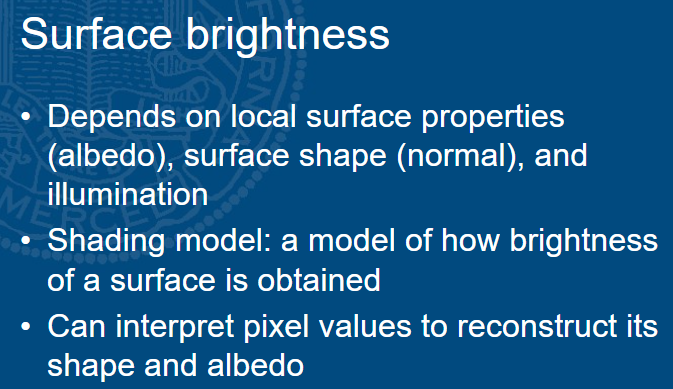 Surface brightness
• Depends on local surface properties
(albedo), surface shape (normal), and
illumination
• Shading model: a model of how brightness
of a surface is obtained
• Can interpret pixel values to reconstruct its
shape and albedo
MERCED